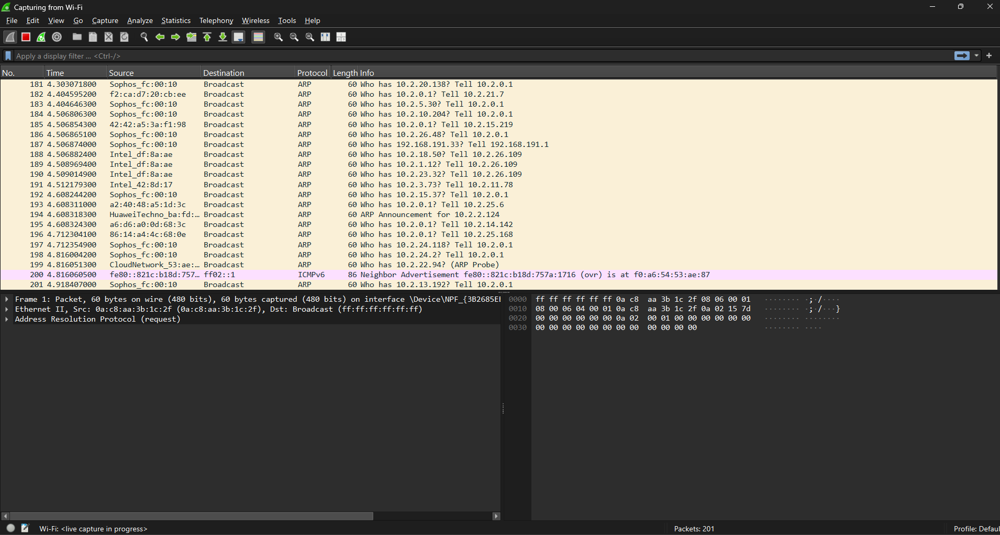 Capturing from Wi-Fi
File Edit View Go Capture Analyze Statistics Telephony Wireless Tools Help
Apply a display filter ... <Ctrl-/>
No. Time Source Destination Protocol Length Info
181 4.303071800 Sophos_fc:00:10 Broadcast ARP 60 Who has 10.2.20.138? Tell 10.2.0.1
182 4.404595200 f2:ca:d7:20:cb:ee Broadcast ARP 60 Who has 10.2.0.1? Tell 10.2.21.7
183 4.404646300 Sophos_fc:00:10 Broadcast ARP 60 Who has 10.2.5.30? Tell 10.2.0.1
184 4.506806300 Sophos_fc:00:10 Broadcast ARP 60 Who has 10.2.10.204? Tell 10.2.0.1
185 4.506854300 42:42:a5:3a:f1:98 Broadcast ARP 60 Who has 10.2.0.1? Tell 10.2.15.219
186 4.506865100 Sophos_fc:00:10 Broadcast ARP 60 Who has 10.2.26.48? Tell 10.2.0.1
187 4.506874000 Sophos_fc:00:10 Broadcast ARP 60 Who has 192.168.191.33? Tell 192.168.191.1
188 4.506882400 Intel_df:8a:ae Broadcast ARP 60 Who has 10.2.18.50? Tell 10.2.26.109
189 4.508969400 Intel_df:8a:ae Broadcast ARP 60 Who has 10.2.1.12? Tell 10.2.26.109
190 4.509014900 Intel_df:8a:ae Broadcast ARP 60 Who has 10.2.23.32? Tell 10.2.26.109
191 4.512179300 Intel_42:8d:17 Broadcast ARP 60 Who has 10.2.3.73? Tell 10.2.11.78
192 4.608244200 Sophos_fc:00:10 Broadcast ARP 60 Who has 10.2.15.37? Tell 10.2.0.1
193 4.608311000 a2:40:48:a5:1d:3c Broadcast ARP 60 Who has 10.2.0.1? Tell 10.2.25.6
194 4.608318300 HuaweiTechno_ba:fd:… Broadcast ARP 60 ARP Announcement for 10.2.2.124
195 4.608324300 a6:d6:a0:0d:68:3c Broadcast ARP 60 Who has 10.2.0.1? Tell 10.2.14.142
196 4.712304100 86:14:a4:4c:68:0e Broadcast ARP 60 Who has 10.2.0.1? Tell 10.2.25.168
197 4.712354900 Sophos_fc:00:10 Broadcast ARP 60 Who has 10.2.24.118? Tell 10.2.0.1
198 4.816004200 Sophos_fc:00:10 Broadcast ARP 60 Who has 10.2.24.2? Tell 10.2.0.1
199 4.816051300 CloudNetwork_53:ae:… Broadcast ARP 60 Who has 10.2.22.94? (ARP Probe)
200 4.816060500 fe80::821c:b18d:757… ff02::1 ICMPv6 86 Neighbor Advertisement fe80::821c:b18d:757a:1716 (ovr) is at f0:a6:54:53:ae:87
201 4.918407000 Sophos_fc:00:10 Broadcast ARP 60 Who has 10.2.13.192? Tell 10.2.0.1
Frame 1: Packet, 60 bytes on wire (480 bits), 60 bytes captured (480 bits) on interface \Device\NPF_{3B2685E
Ethernet II, Src: 0a:c8:aa:3b:1c:2f (0a:c8:aa:3b:1c:2f), Dst: Broadcast (ff:ff:ff:ff:ff:ff)
Address Resolution Protocol (request)
0000 ff ff ff ff ff ff 0a c8 aa 3b 1c 2f 08 06 00 01 ········ ·;·/····
0010 08 00 06 04 00 01 0a c8 aa 3b 1c 2f 0a 02 15 7d ········ ·;·/···}
0020 00 00 00 00 00 00 0a 02 00 01 00 00 00 00 00 00 ········ ········
0030 00 00 00 00 00 00 00 00 00 00 00 00 ········ ····
Wi-Fi: <live capture in progress> Packets: 201 Profile: Defaul